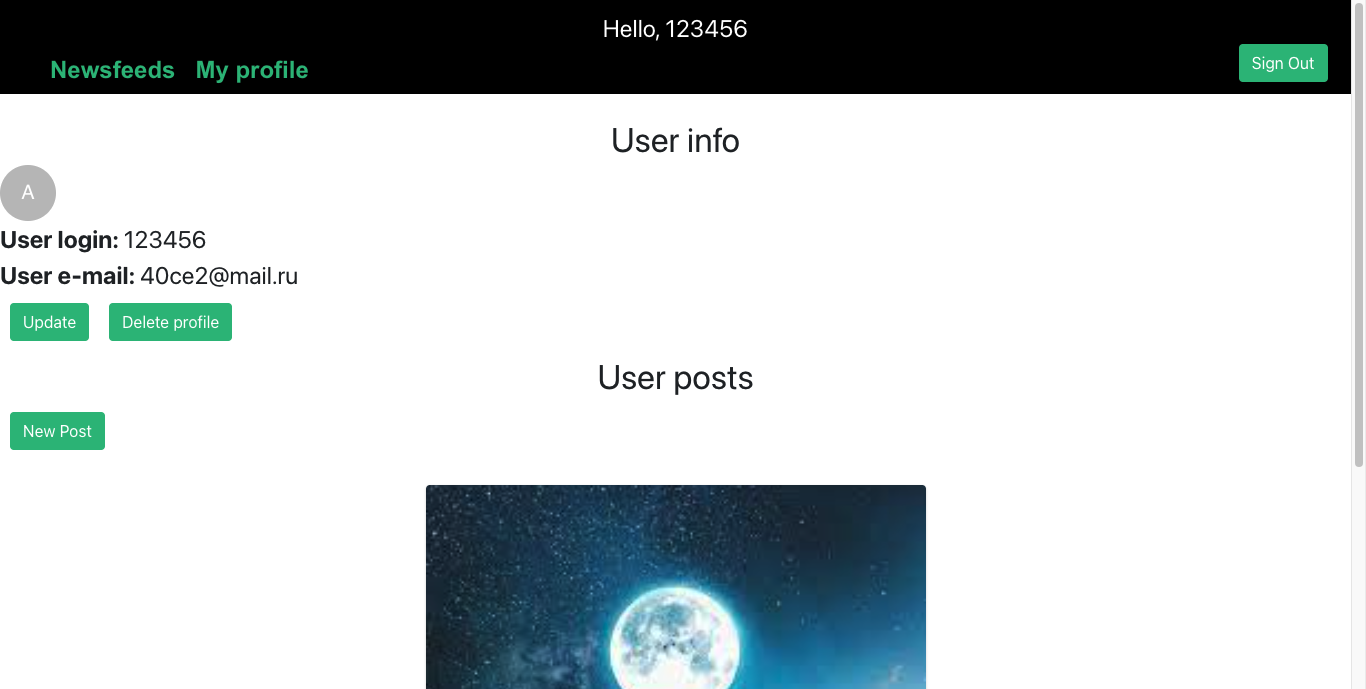 Hello, 123456
Newsfeeds My profile
Sign Out
User info
A
User login: 123456
User e-mail: 40ce2@mail.ru
Update Delete profile
User posts
New Post